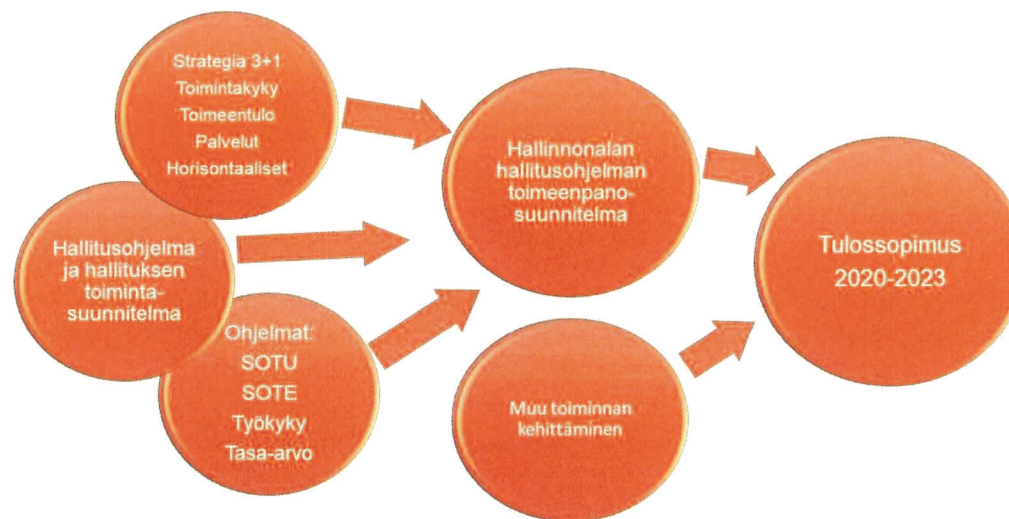 Strategia 3+1
Toimintakyky
Toimeentulo
Palvelut
Horisontaaliset
Hallitusohjelma
ja hallituksen
toiminta-
suunnitelma
Ohjelmat:
SOTU
SOTE
Työkyky
Tasa-arvo
Hallinnonalan
hallitusohjelman
toimeenpano-
suunnitelma
Muu toiminnan
kehittäminen
Tulossopimus
2020-2023